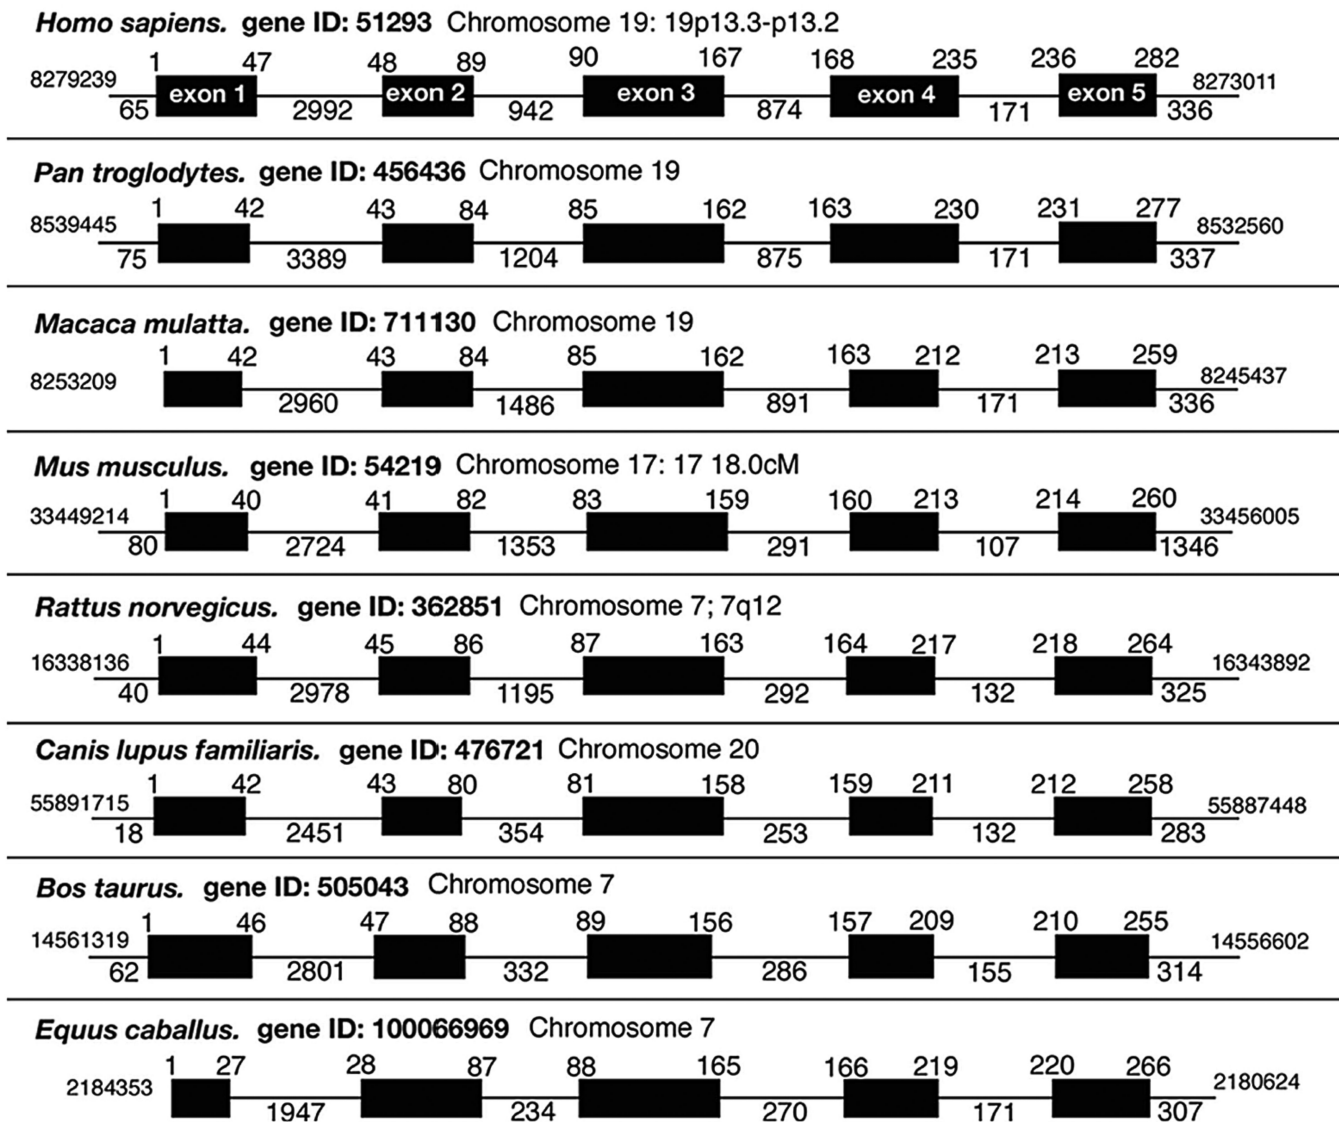 Homo sapiens. gene ID: 51293 Chromosome 19: 19p13.3-p13.2
1 47 48 89 90 167 168 235 236 282
8279239 exon 1 exon 2 exon 3 exon 4 exon 5 8273011
65 2992 942 874 171 336
Pan troglodytes. gene ID: 456436 Chromosome 19
1 42 43 84 85 162 163 230 231 277
8539445 8532560
75 3389 1204 875 171 337
Macaca mulatta. gene ID: 711130 Chromosome 19
1 42 43 84 85 162 163 212 213 259
8253209 8245437
2960 1486 891 171 336
Mus musculus. gene ID: 54219 Chromosome 17: 17 18.0cM
1 40 41 82 83 159 160 213 214 260
33449214 33456005
80 2724 1353 291 107 1346
Rattus norvegicus. gene ID: 362851 Chromosome 7; 7q12
1 44 45 86 87 163 164 217 218 264
16338136 16343892
40 2978 1195 292 132 325
Canis lupus familiaris. gene ID: 476721 Chromosome 20
1 42 43 80 81 158 159 211 212 258
55891715 55887448
18 2451 354 253 132 283
Bos taurus. gene ID: 505043 Chromosome 7
1 46 47 88 89 156 157 209 210 255
14561319 14556602
62 2801 332 286 155 314
Equus caballus. gene ID: 100066969 Chromosome 7
1 27 28 87 88 165 166 219 220 266
2184353 2180624
1947 234 270 171 307